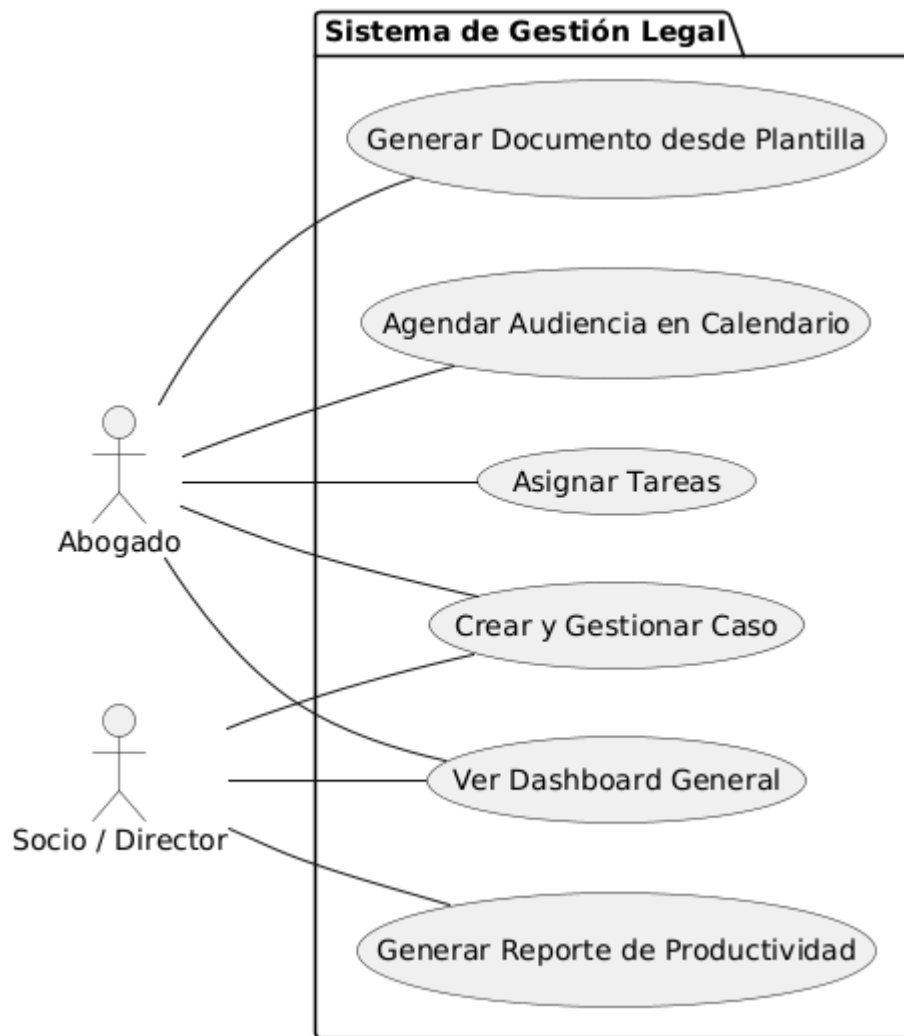 Sistema de Gestión Legal
Generar Documento desde Plantilla
Agendar Audiencia en Calendario
Asignar Tareas
Abogado
Crear y Gestionar Caso
Ver Dashboard General
Socio / Director
Generar Reporte de Productividad